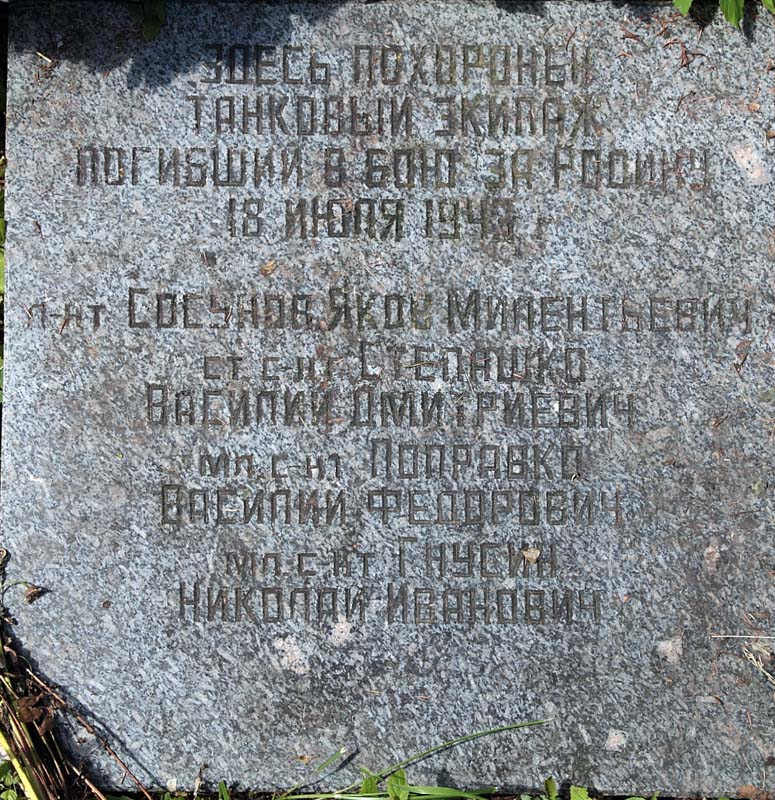 ЗДЕСЬ ПОХОРОНЕН
ТАНКОВЫЙ ЭКИПАЖ
ПОГИБШИЙ В БОЮ ЗА РОДИНУ
18 ИЮЛЯ 1943 г
Л-НТ СОСУНОВ ЯКОВ МИЛЕНТЬЕВИЧ
СТ. С-НТ СТЕПАШКО
ВАСИЛИЙ ДМИТРИЕВИЧ
МЛ. С-НТ ПОПРАВКО
ВАСИЛИЙ ФЕДОРОВИЧ
МЛ. С-НТ ГНУСИН
НИКОЛАЙ ИВАНОВИЧ